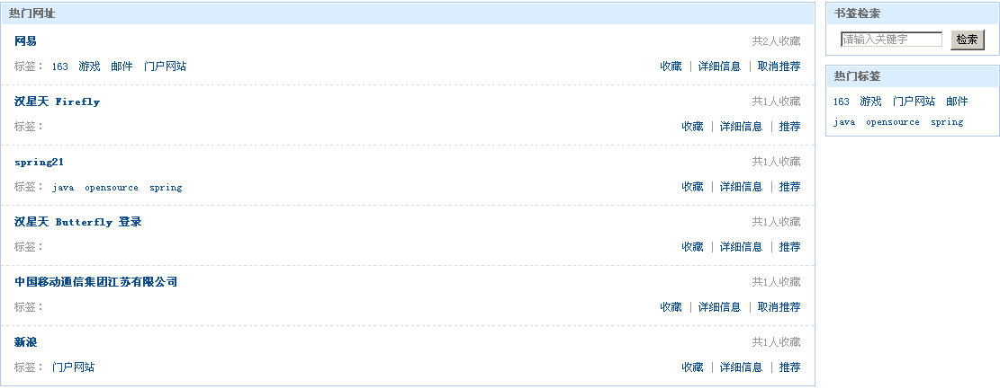 热门网址
网易 共2人收藏
标签： 163 游戏 邮件 门户网站 收藏 | 详细信息 | 取消推荐
汉星天 Firefly 共1人收藏
标签： 收藏 | 详细信息 | 推荐
spring21 共1人收藏
标签： java opensource spring 收藏 | 详细信息 | 推荐
汉星天 Butterfly 登录 共1人收藏
标签： 收藏 | 详细信息 | 推荐
中国移动通信集团江苏有限公司 共1人收藏
标签： 收藏 | 详细信息 | 取消推荐
新浪 共1人收藏
标签： 门户网站 收藏 | 详细信息 | 推荐
书签检索
请输入关键字 检索
热门标签
163 游戏 门户网站 邮件
java opensource spring